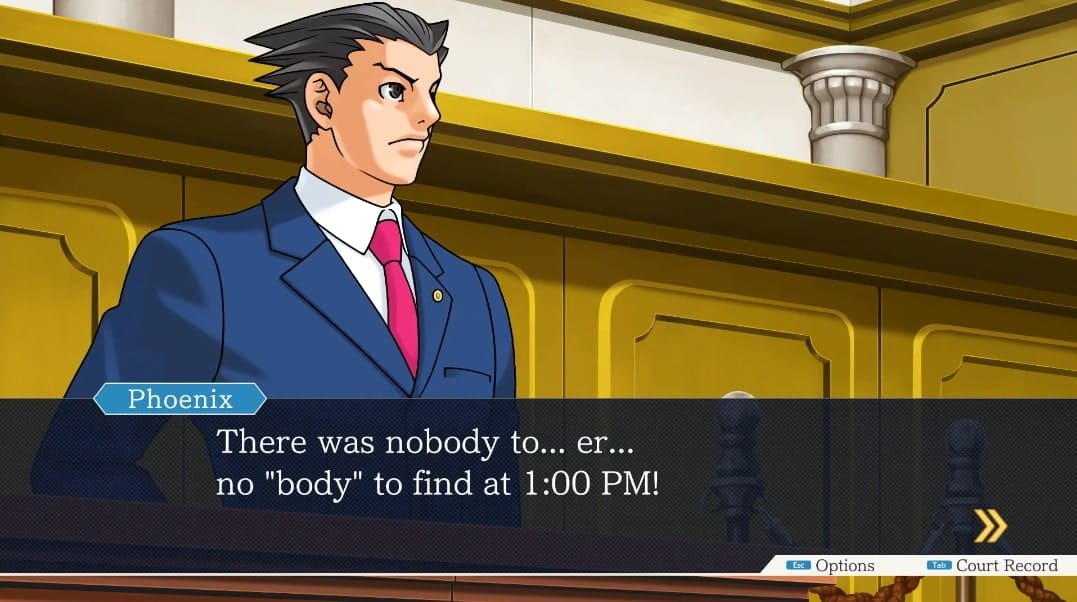 Phoenix
There was nobody to... er...
no "body" to find at 1:00 PM!
Esc Options
Tab Court Record